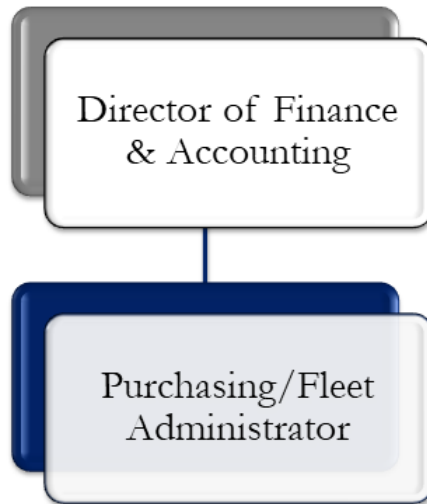 Director of Finance
& Accounting
Purchasing/Fleet
Administrator